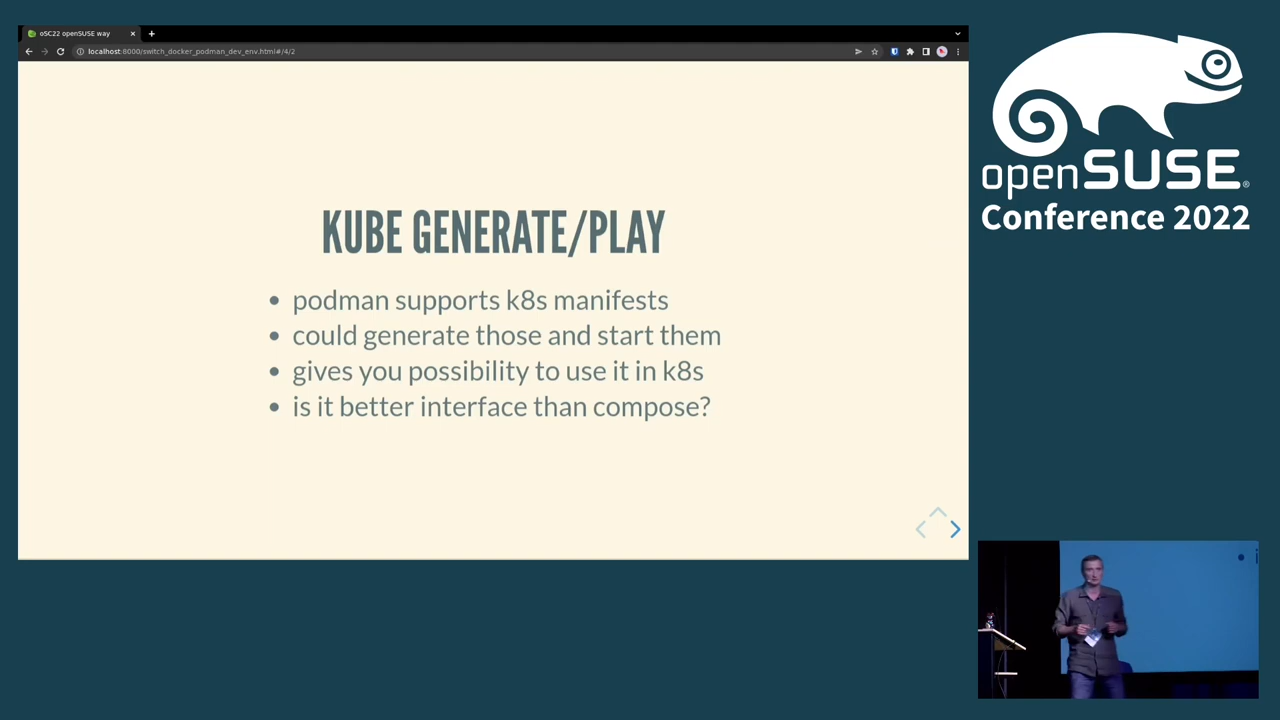 oSC22 openSUSE way
localhost:8000/switch_docker_podman_dev_env.html#/4/2
KUBE GENERATE/PLAY
podman supports k8s manifests
could generate those and start them
gives you possibility to use it in k8s
is it better interface than compose?
openSUSE®
Conference 2022